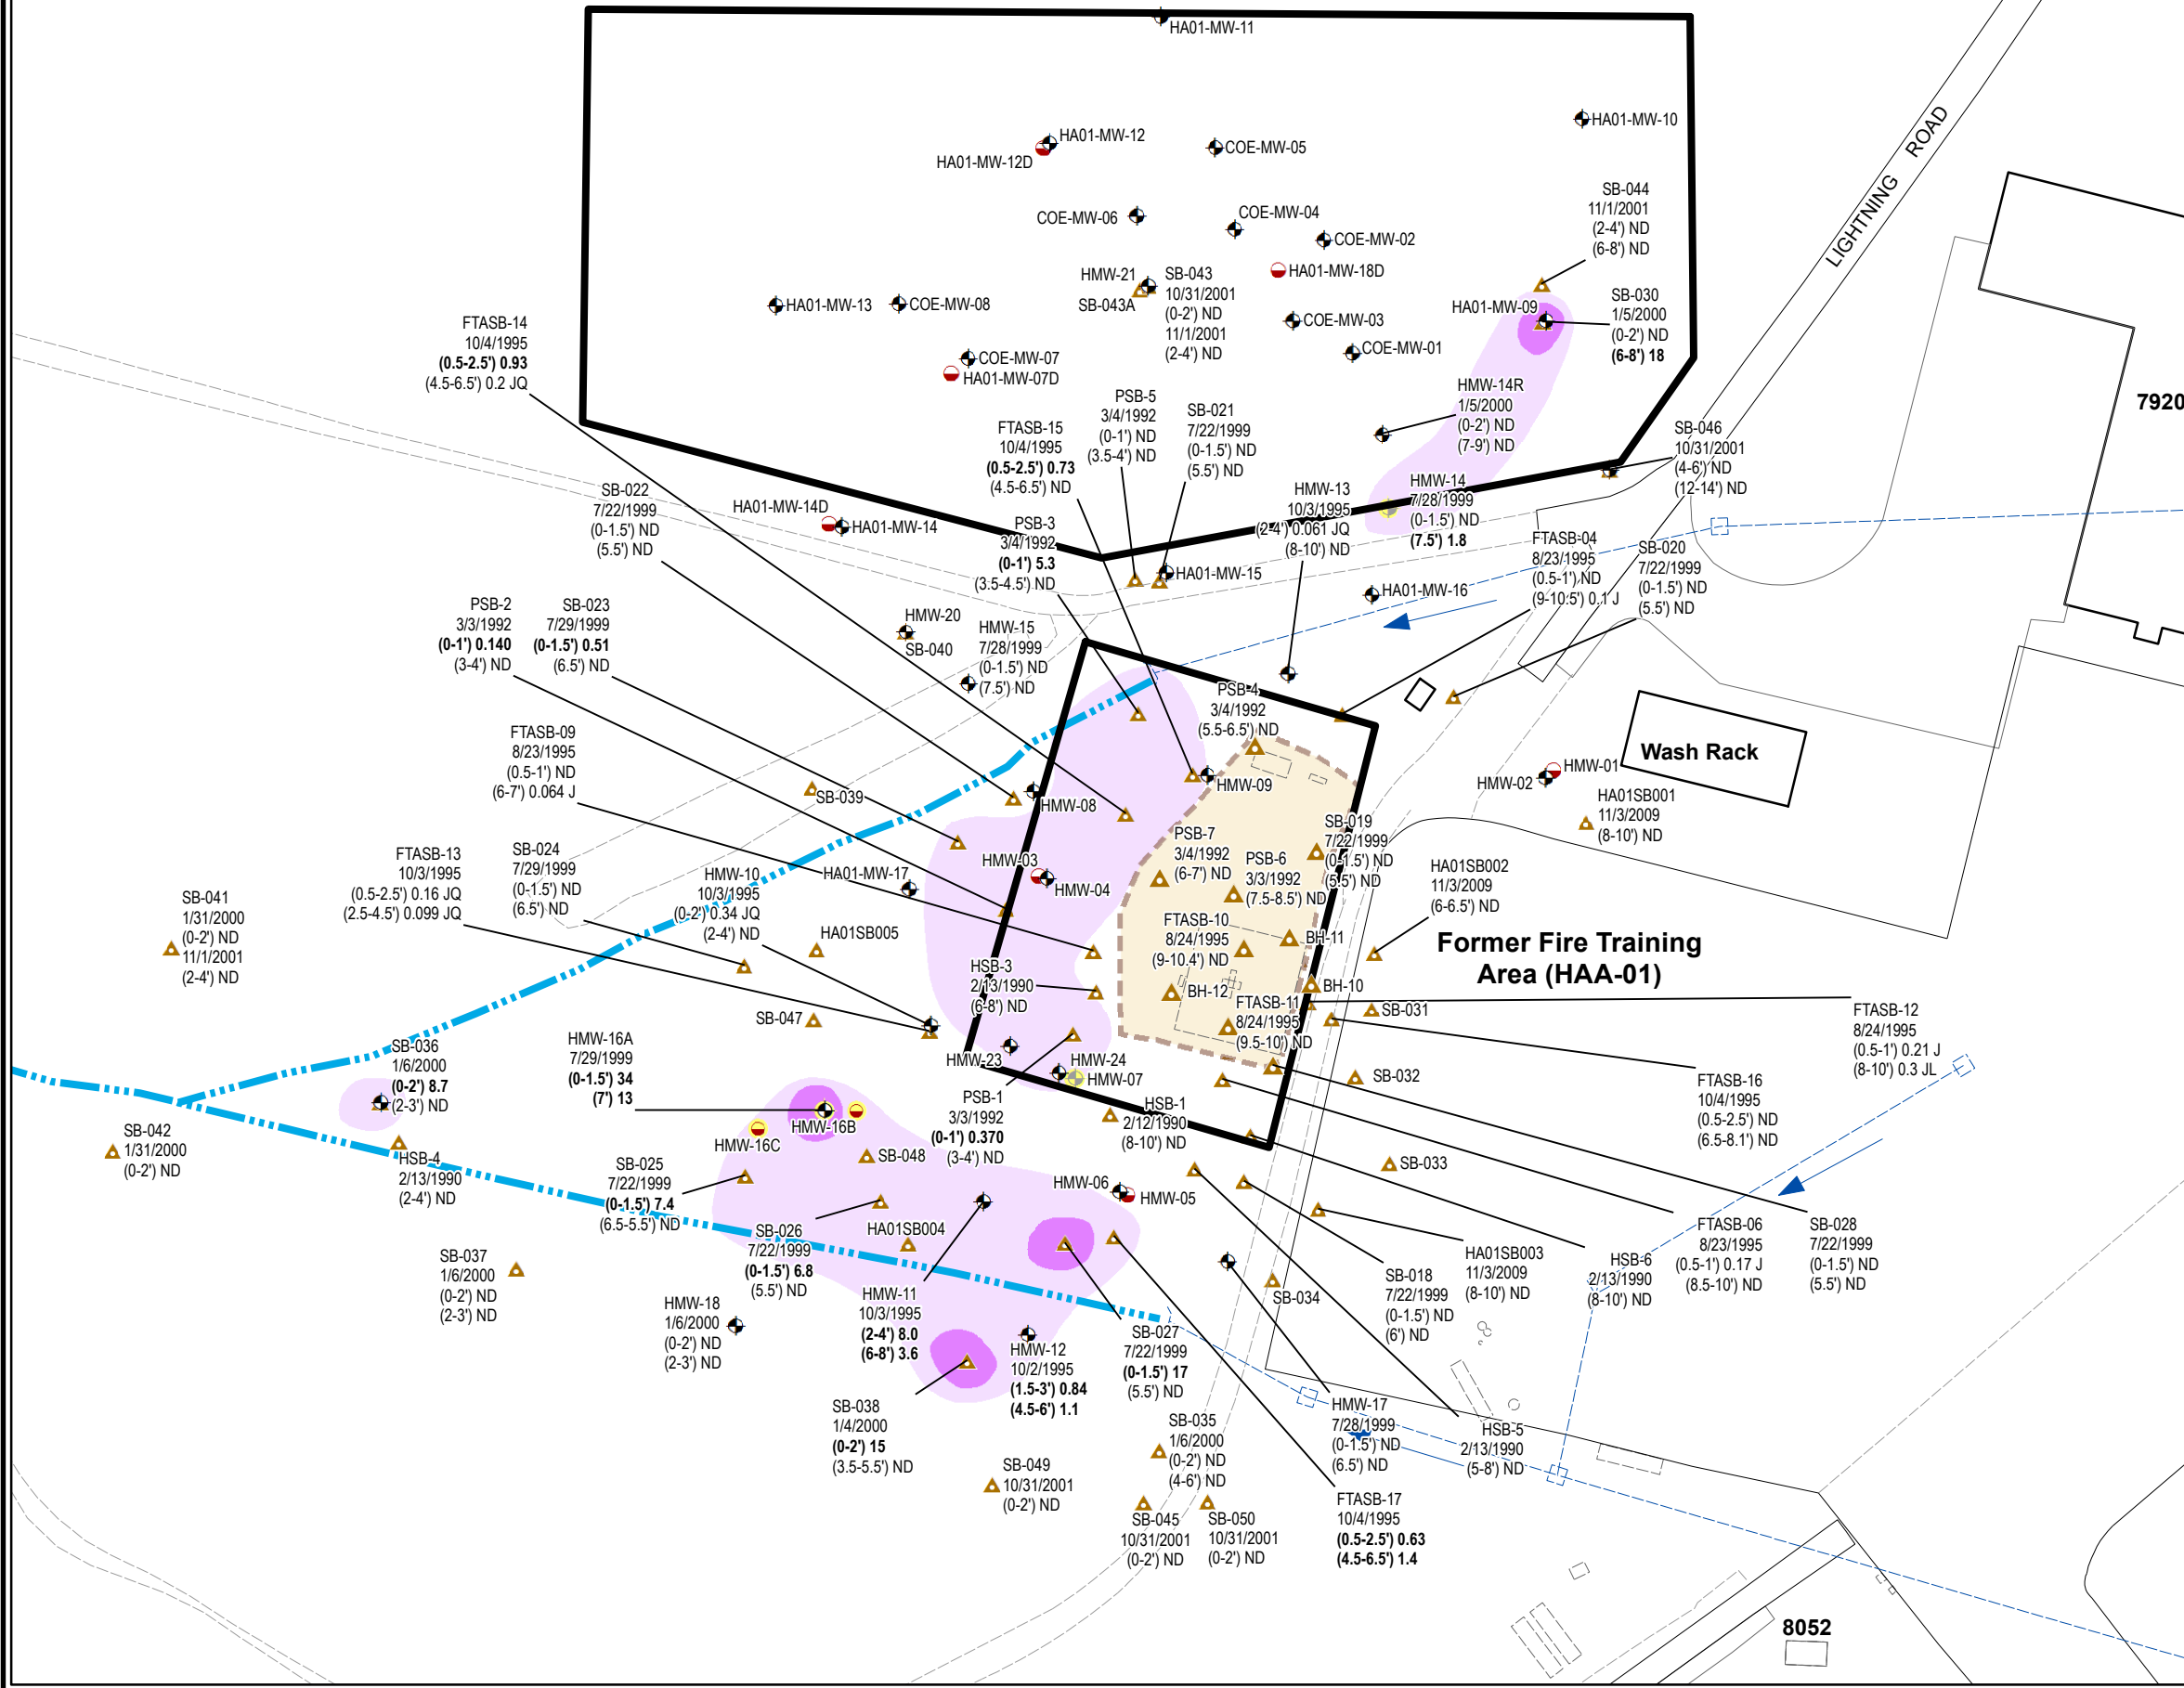 HA01-MW-11
HA01-MW-10
HA01-MW-12
HA01-MW-12D
COE-MW-05
LIGHTNING ROAD
SB-044
11/1/2001
(2-4') ND
(6-8') ND
COE-MW-06
COE-MW-04
COE-MW-02
HA01-MW-18D
HMW-21
SB-043A
SB-043
10/31/2001
(0-2') ND
11/1/2001
(2-4') ND
HA01-MW-13
COE-MW-08
COE-MW-03
COE-MW-01
HA01-MW-09
SB-030
1/5/2000
(0-2') ND
(6-8') 18
FTASB-14
10/4/1995
(0.5-2.5') 0.93
(4.5-6.5') 0.2 JQ
COE-MW-07
HA01-MW-07D
7920
HMW-14R
1/5/2000
(0-2') ND
(7-9') ND
PSB-5
3/4/1992
(0-1') ND
(3.5-4') ND
SB-021
7/22/1999
(0-1.5') ND
(5.5') ND
FTASB-15
10/4/1995
(0.5-2.5') 0.73
(4.5-6.5') ND
SB-046
10/31/2001
(4-6') ND
(12-14') ND
SB-022
7/22/1999
(0-1.5') ND
(5.5') ND
HA01-MW-14D
HA01-MW-14
PSB-3
3/4/1992
(0-1') 5.3
(3.5-4.5') ND
HMW-13
10/3/1995
(2-4') 0.061 JQ
(8-10') ND
HMW-14
7/28/1999
(0-1.5') ND
(7.5') 1.8
FTASB-04
8/23/1995
(0.5-1') ND
(9-10.5') 0.1 J
SB-020
7/22/1999
(0-1.5') ND
(5.5') ND
HA01-MW-15
HA01-MW-16
PSB-2
3/3/1992
(0-1') 0.140
(3-4') ND
SB-023
7/29/1999
(0-1.5') 0.51
(6.5') ND
HMW-20
SB-040
HMW-15
7/28/1999
(0-1.5') ND
(7.5') ND
PSB-4
3/4/1992
(5.5-6.5') ND
FTASB-09
8/23/1995
(0.5-1') ND
(6-7') 0.064 J
Wash Rack
HMW-01
HMW-02
HMW-09
SB-039
HMW-08
HA01SB001
11/3/2009
(8-10') ND
SB-019
7/22/1999
(0-1.5') ND
(5.5') ND
PSB-7
3/4/1992
(6-7') ND
PSB-6
3/3/1992
(7.5-8.5') ND
FTASB-13
10/3/1995
(0.5-2.5') 0.16 JQ
(2.5-4.5') 0.099 JQ
SB-024
7/29/1999
(0-1.5') ND
(6.5') ND
HMW-10
10/3/1995
(0-2') 0.34 JQ
(2-4') ND
HA01-MW-17
HMW-03
HMW-04
HA01SB002
11/3/2009
(6-6.5') ND
SB-041
1/31/2000
(0-2') ND
11/1/2001
(2-4') ND
HA01SB005
FTASB-10
8/24/1995
(9-10.4') ND
BH-11
Former Fire Training
Area (HAA-01)
HSB-3
2/13/1990
(6-8') ND
BH-12
BH-10
FTASB-11
8/24/1995
(9.5-10') ND
SB-031
FTASB-12
8/24/1995
(0.5-1') 0.21 J
(8-10') 0.3 JL
SB-047
SB-036
1/6/2000
(0-2') 8.7
(2-3') ND
HMW-16A
7/29/1999
(0-1.5') 34
(7') 13
HMW-23
HMW-24
HMW-07
SB-032
FTASB-16
10/4/1995
(0.5-2.5') ND
(6.5-8.1') ND
PSB-1
3/3/1992
(0-1') 0.370
(3-4') ND
HSB-1
2/12/1990
(8-10') ND
HMW-16B
HMW-16C
SB-042
1/31/2000
(0-2') ND
HSB-4
2/13/1990
(2-4') ND
SB-048
SB-033
SB-025
7/22/1999
(0-1.5') 7.4
(6.5-5.5') ND
HMW-06
HMW-05
SB-026
7/22/1999
(0-1.5') 6.8
(5.5') ND
HA01SB004
FTASB-06
8/23/1995
(0.5-1') 0.17 J
(8.5-10') ND
SB-028
7/22/1999
(0-1.5') ND
(5.5') ND
SB-037
1/6/2000
(0-2') ND
(2-3') ND
HA01SB003
11/3/2009
(8-10') ND
HSB-6
2/13/1990
(8-10') ND
SB-018
7/22/1999
(0-1.5') ND
(6') ND
SB-034
HMW-18
1/6/2000
(0-2') ND
(2-3') ND
HMW-11
10/3/1995
(2-4') 8.0
(6-8') 3.6
HMW-12
10/2/1995
(1.5-3') 0.84
(4.5-6') 1.1
SB-027
7/22/1999
(0-1.5') 17
(5.5') ND
SB-038
1/4/2000
(0-2') 15
(3.5-5.5') ND
HMW-17
7/28/1999
(0-1.5') ND
(6.5') ND
HSB-5
2/13/1990
(5-8') ND
SB-035
1/6/2000
(0-2') ND
(4-6') ND
SB-049
10/31/2001
(0-2') ND
SB-045
10/31/2001
(0-2') ND
SB-050
10/31/2001
(0-2') ND
FTASB-17
10/4/1995
(0.5-2.5') 0.63
(4.5-6.5') 1.4
8052